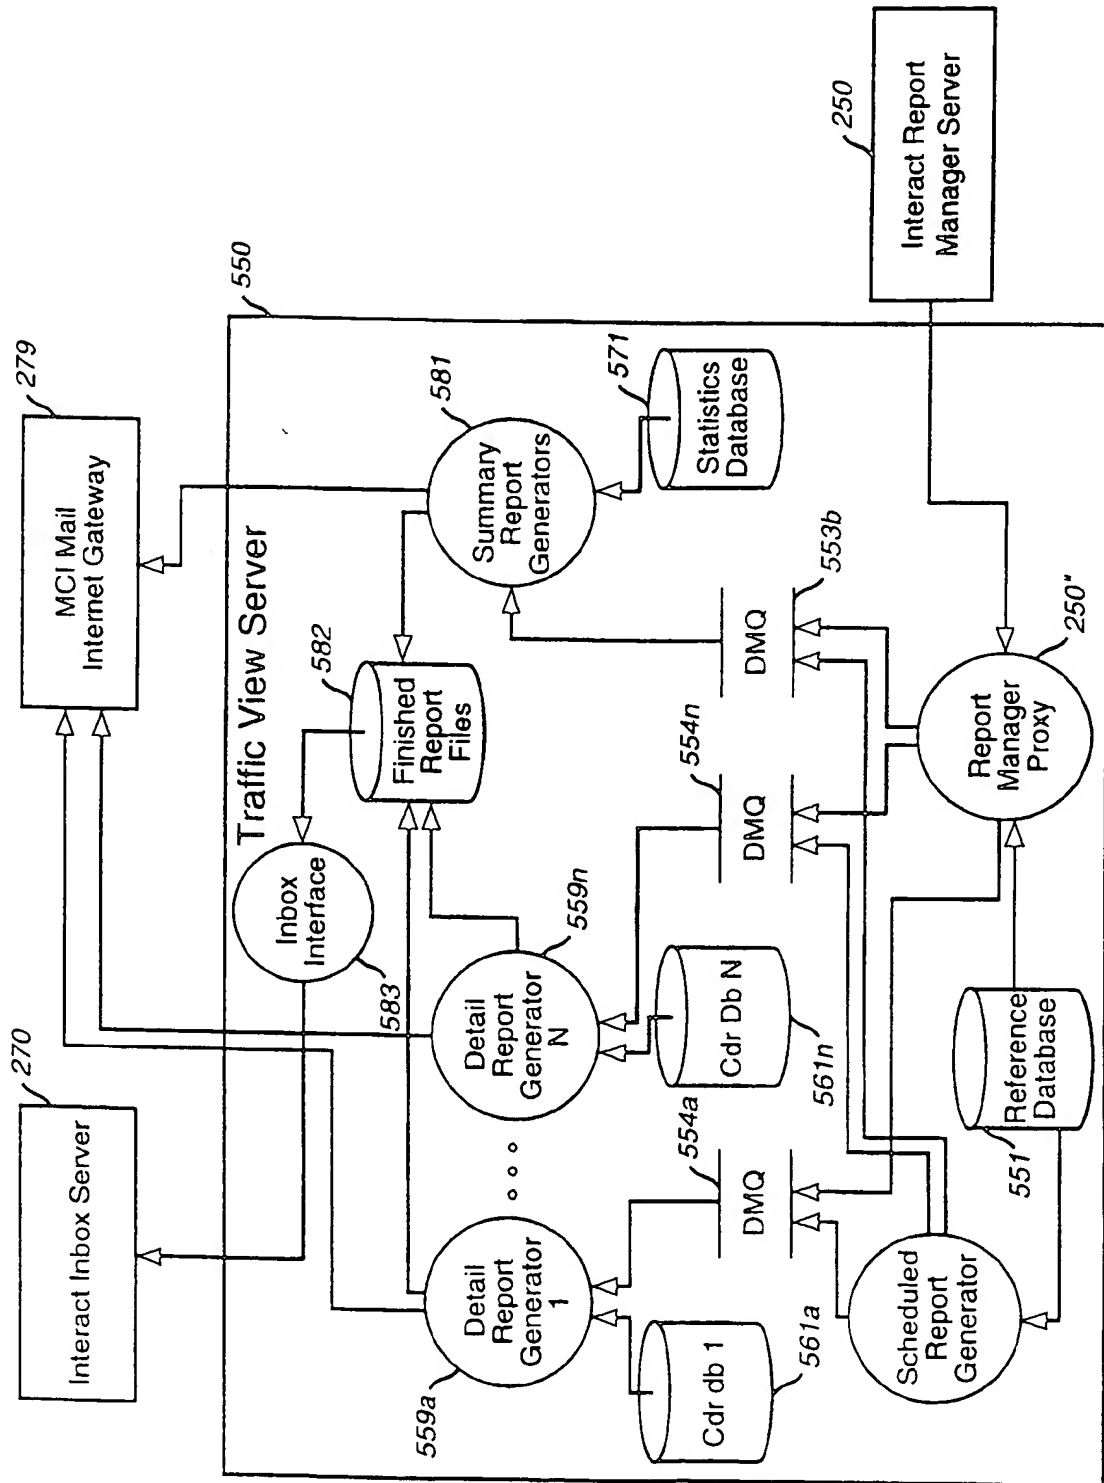 270
Interact Inbox Server
279
MCI Mail
Internet Gateway
550
Traffic View Server
Inbox
Interface
583
582
Finished
Report
Files
581
Summary
Report
Generators
559a
Detail
Report
Generator
1
559n
Detail
Report
Generator
N
571
Statistics
Database
Cdr db 1
561a
Cdr Db N
561n
554a
DMQ
554n
DMQ
553b
DMQ
Scheduled
Report
Generator
551
Reference
Database
250"
Report
Manager
Proxy
250
Interact Report
Manager Server